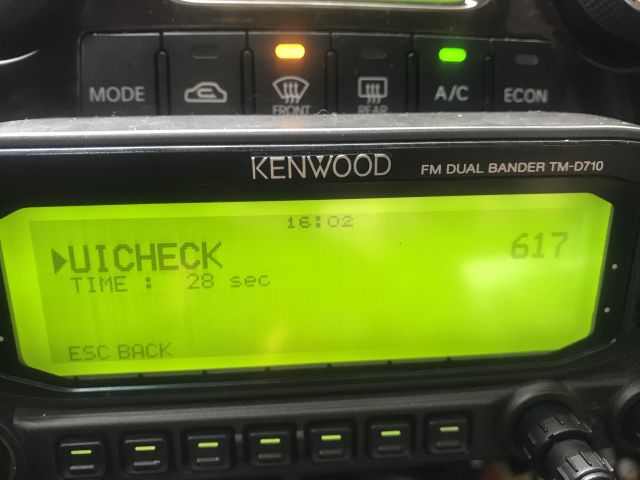 MODE
FRONT
REAR
A/C
ECON
KENWOOD FM DUAL BANDER TM-D710
16:02
▶UICHECK 617
TIME : 28 sec
ESC BACK